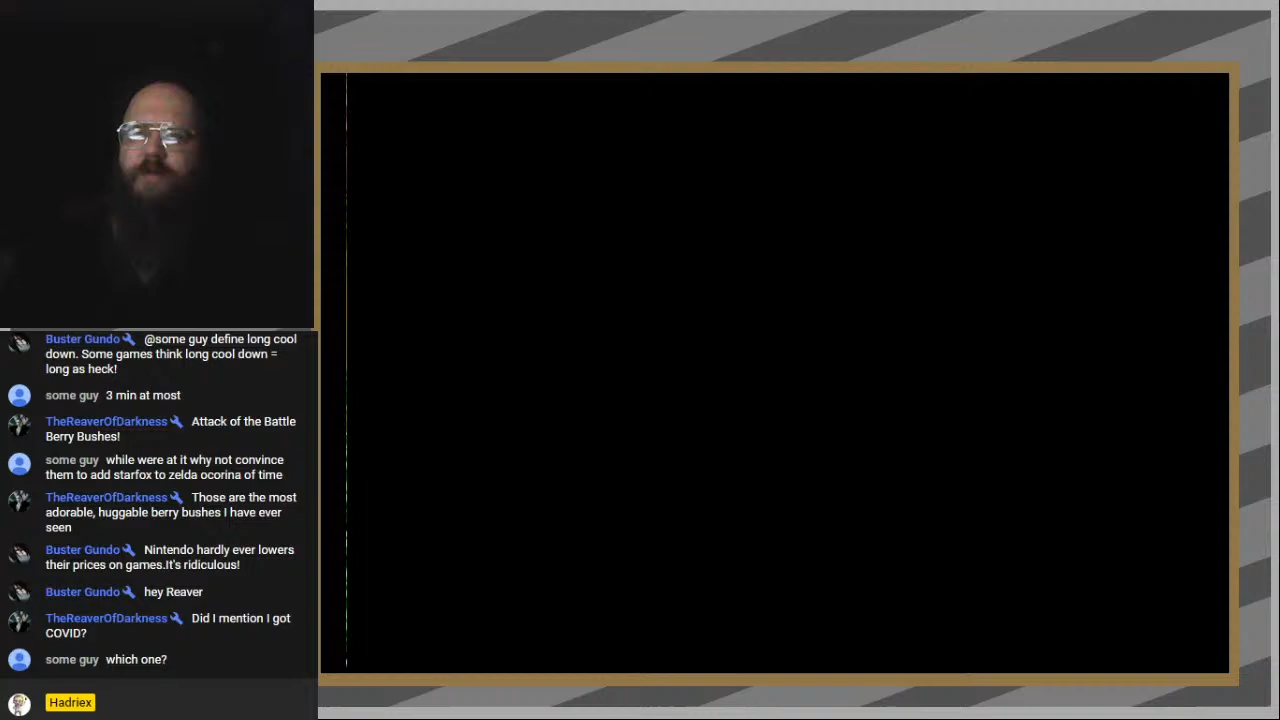 Buster Gundo @some guy define long cool
down. Some games think long cool down =
long as heck!
some guy 3 min at most
TheReaverOfDarkness Attack of the Battle
Berry Bushes!
some guy while were at it why not convince
them to add starfox to zelda ocorina of time
TheReaverOfDarkness Those are the most
adorable, huggable berry bushes I have ever
seen
Buster Gundo Nintendo hardly ever lowers
their prices on games.It's ridiculous!
Buster Gundo hey Reaver
TheReaverOfDarkness Did I mention I got
COVID?
some guy which one?
Hadriex